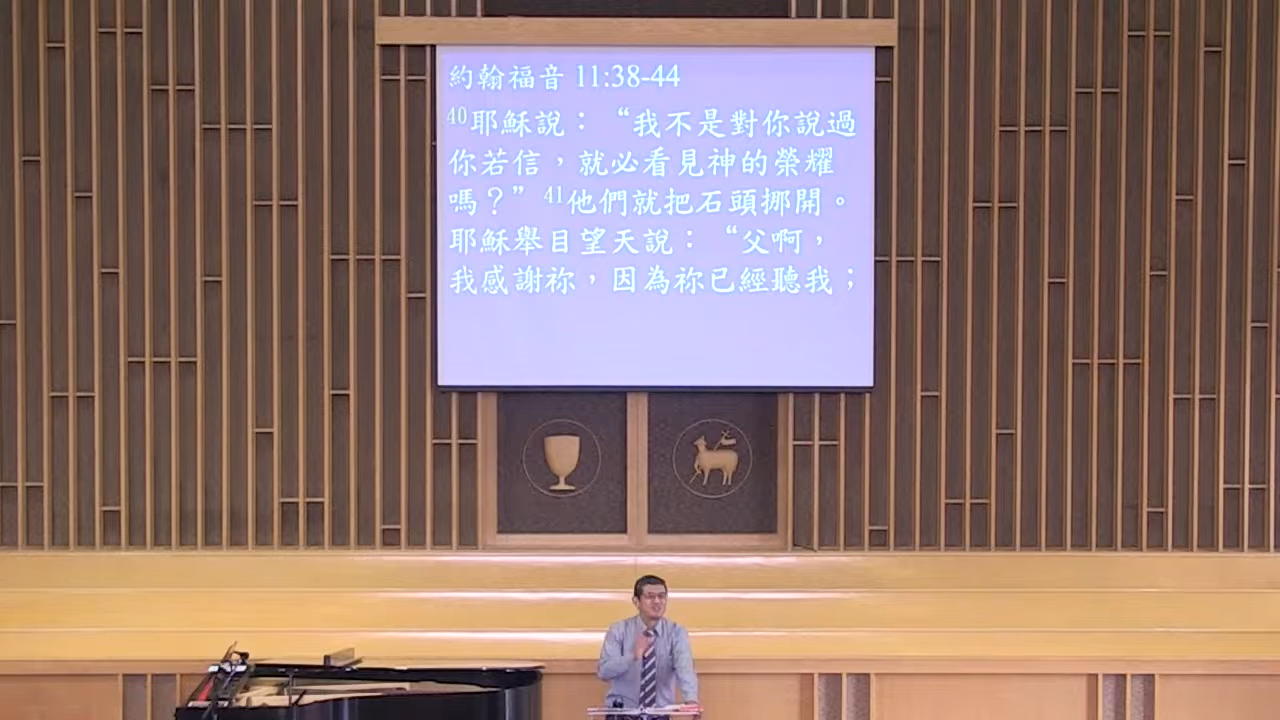 約翰福音 11:38-44
40耶穌說：“我不是對你說過
你若信，就必看見神的榮耀
嗎？”41他們就把石頭挪開。
耶穌舉目望天說：“父啊，
我感謝祢，因為祢已經聽我；